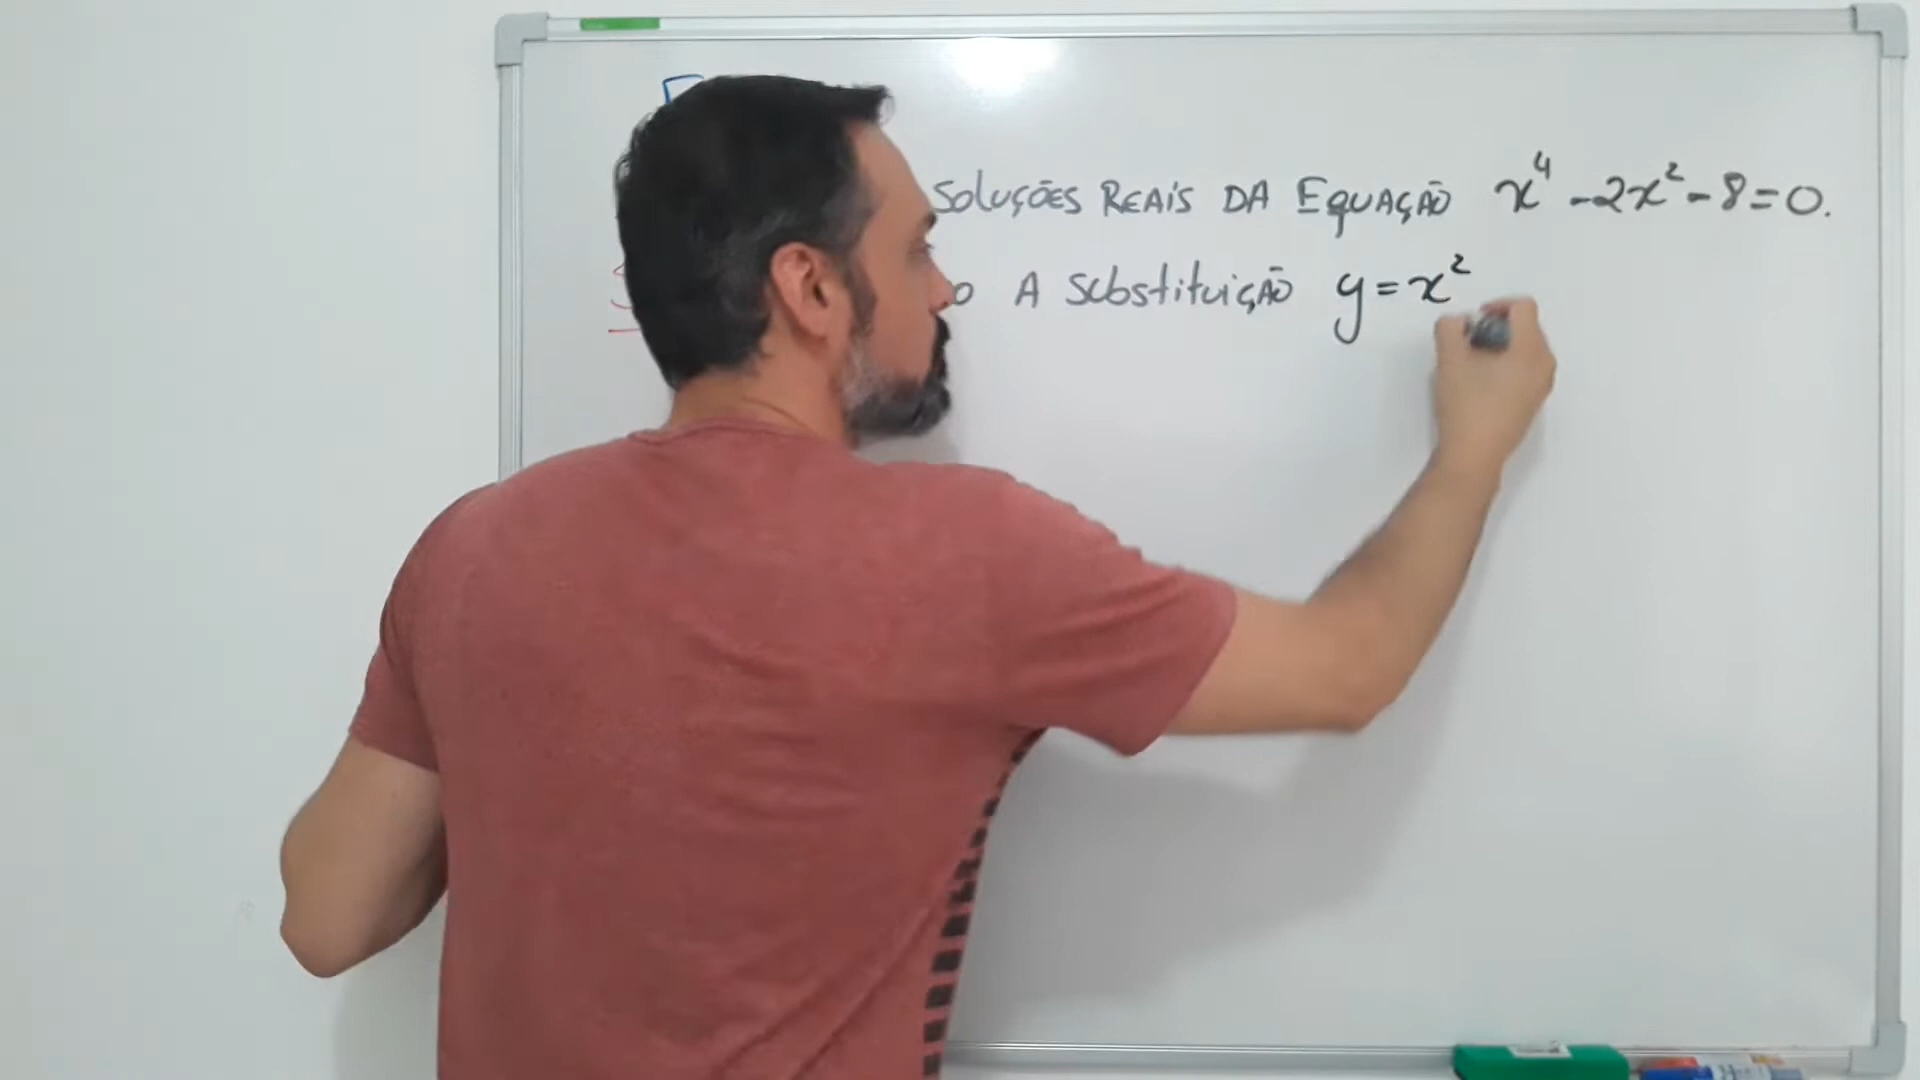 Soluções Reais da Equação x⁴ - 2x² - 8 = 0.
A substituição y = x²